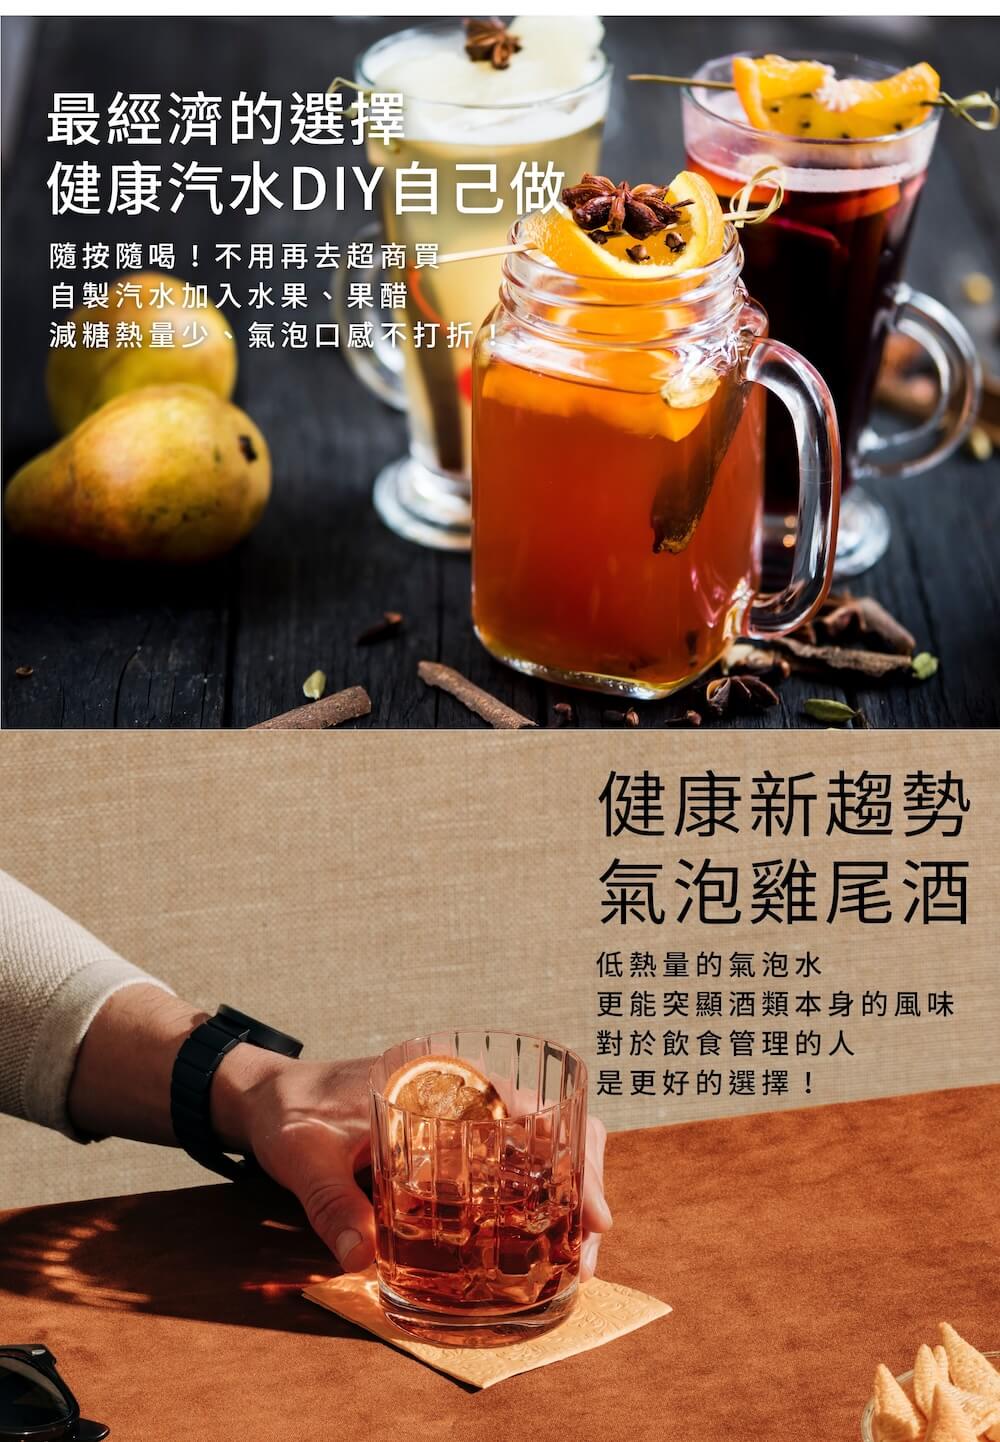 最經濟的選擇
健康汽水DIY自己做
隨按隨喝！不用再去超商買
自製汽水加入水果、果醋
減糖熱量少、氣泡口感不打折！
健康新趨勢
氣泡雞尾酒
低熱量的氣泡水
更能突顯酒類本身的風味
對於飲食管理的人
是更好的選擇！